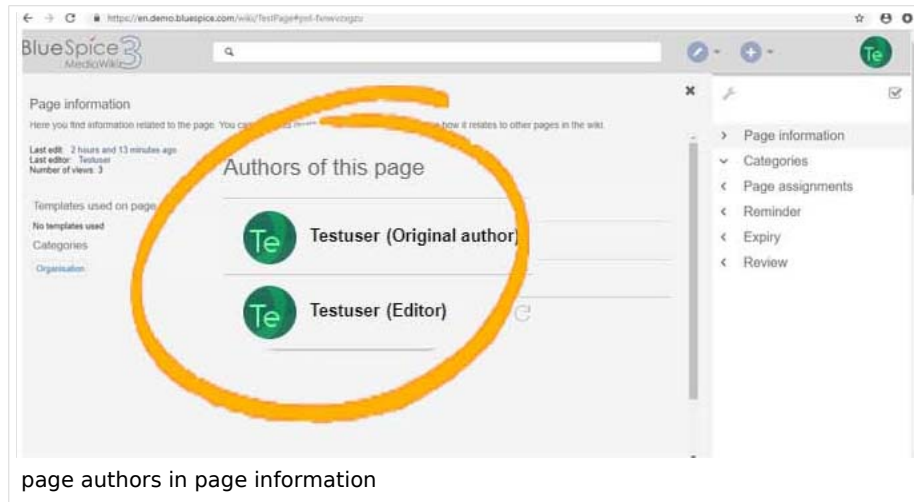 https://en.demo.bluespice.com/wiki/TestPage
BlueSpice 3
MediaWiki
Te
Page information
Here you find information related to the page. You can how it relates to other pages in the wiki.
Last edit: 2 hours and 13 minutes ago
Last editor: Testuser
Number of views: 3
Templates used on page
No templates used
Categories
Organisation
Authors of this page
Te
Testuser (Original author)
Te
Testuser (Editor)
Page information
Categories
Page assignments
Reminder
Expiry
Review
page authors in page information